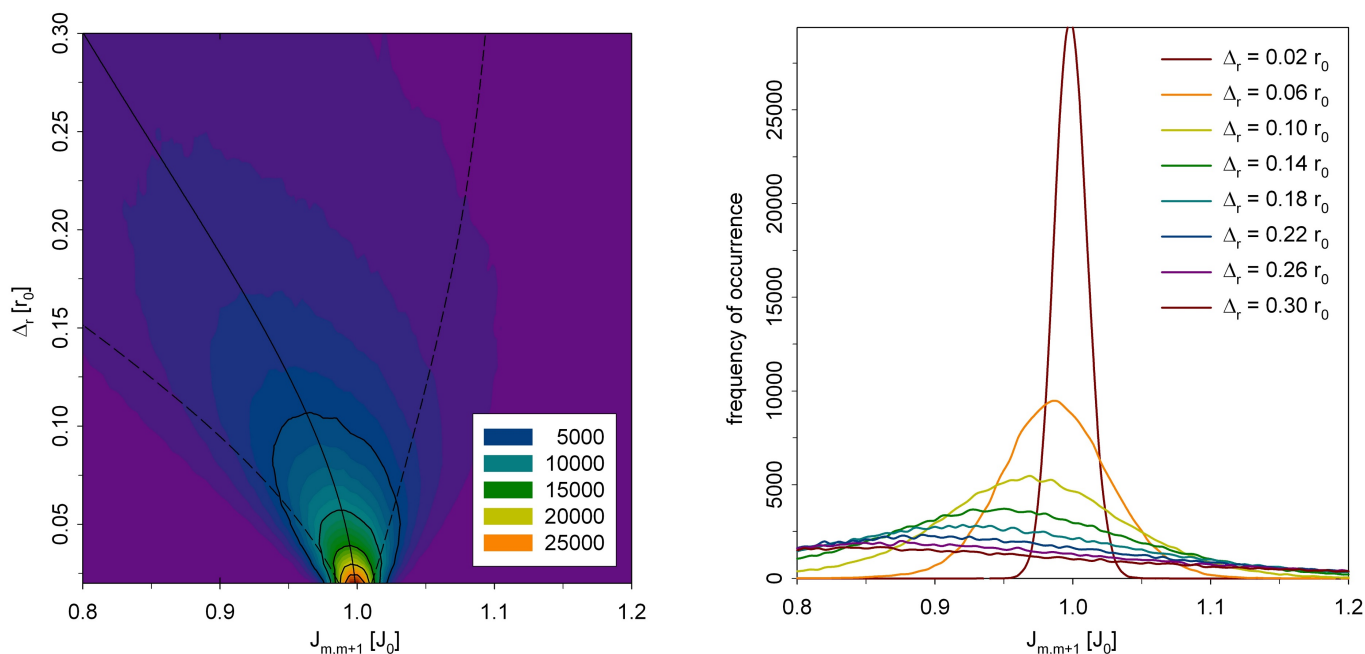 0.30
0.25
0.20
0.15
0.10
0.05
Δr [r0]
0.8
0.9
1.0
1.1
1.2
Jm,m+1 [J0]
5000
10000
15000
20000
25000
25000
20000
15000
10000
5000
0
frequency of occurrence
0.8
0.9
1.0
1.1
1.2
Jm,m+1 [J0]
Δr = 0.02 r0
Δr = 0.06 r0
Δr = 0.10 r0
Δr = 0.14 r0
Δr = 0.18 r0
Δr = 0.22 r0
Δr = 0.26 r0
Δr = 0.30 r0